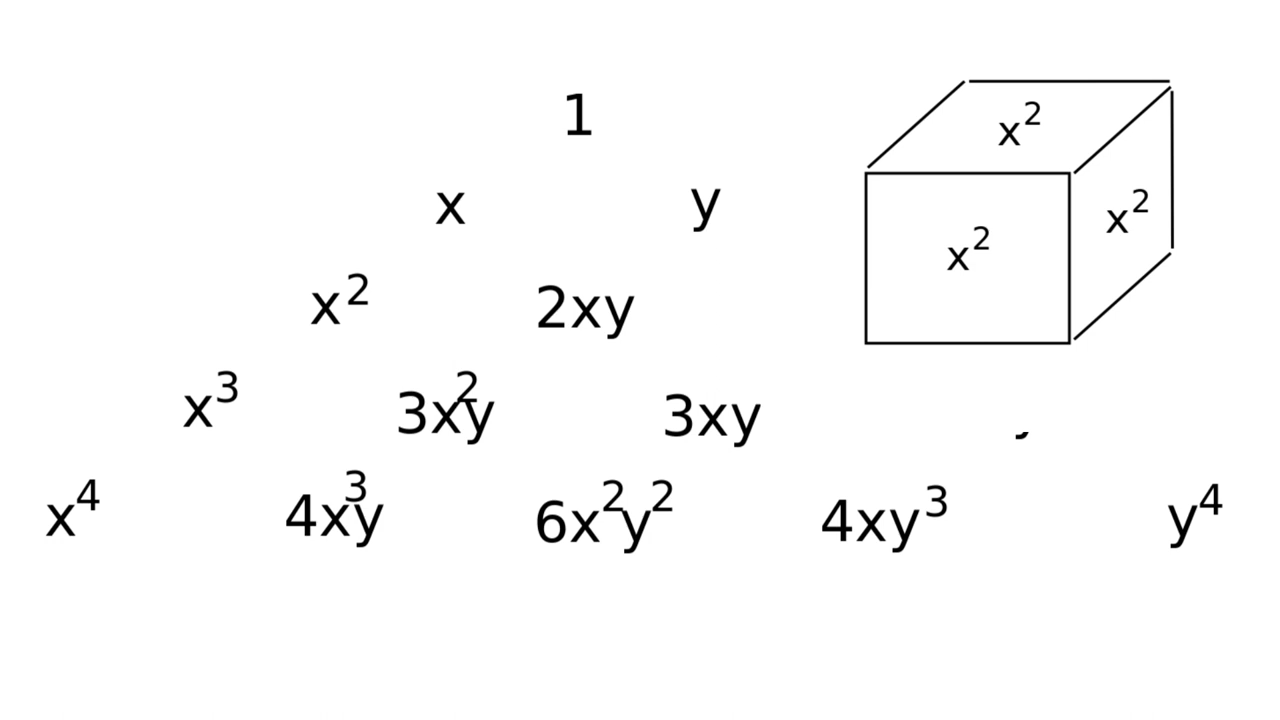 1
x y
x² 2xy
x³ 3x²y 3xy
x⁴ 4x³y 6x²y² 4xy³ y⁴
x²
x²
x²